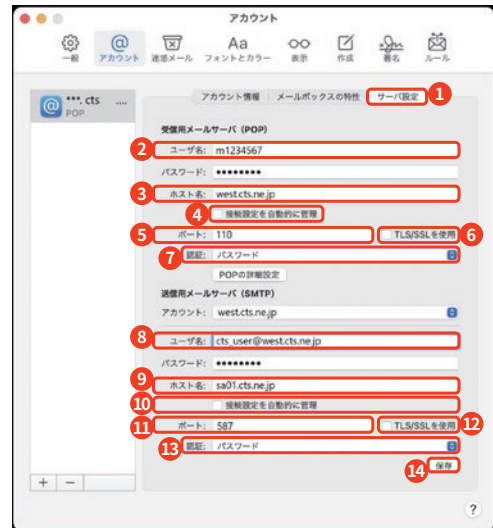 アカウント
一般 アカウント 迷惑メール フォントとカラー 表示 作成 署名 ルール
***. cts ....
POP
アカウント情報 メールボックスの特性 サーバ設定 1
受信用メールサーバ (POP)
2 ユーザ名: m1234567
パスワード: ••••••••
3 ホスト名: west.cts.ne.jp
4 接続設定を自動的に管理
5 ポート: 110 TLS/SSLを使用 6
7 認証: パスワード
POPの詳細設定
送信用メールサーバ (SMTP)
アカウント: west.cts.ne.jp
8 ユーザ名: cts_user@west.cts.ne.jp
パスワード: ••••••••
9 ホスト名: sa01.cts.ne.jp
10 接続設定を自動的に管理
11 ポート: 587 TLS/SSLを使用 12
13 認証: パスワード
14 保存
+ −
?